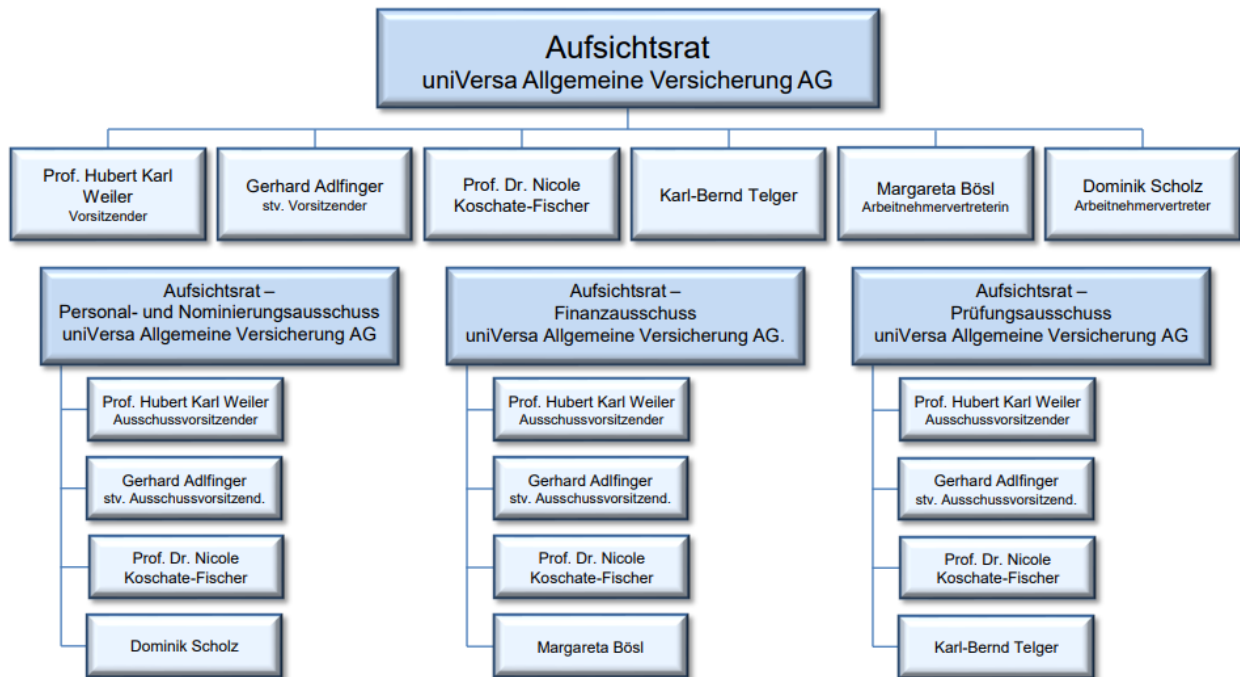 Aufsichtsrat
uniVersa Allgemeine Versicherung AG
Prof. Hubert Karl
Weiler
Vorsitzender
Gerhard Adlfinger
stv. Vorsitzender
Prof. Dr. Nicole
Koschate-Fischer
Karl-Bernd Telger
Margareta Bösl
Arbeitnehmervertreterin
Dominik Scholz
Arbeitnehmervertreter
Aufsichtsrat –
Personal- und Nominierungsausschuss
uniVersa Allgemeine Versicherung AG
Prof. Hubert Karl Weiler
Ausschussvorsitzender
Gerhard Adlfinger
stv. Ausschussvorsitzend.
Prof. Dr. Nicole
Koschate-Fischer
Dominik Scholz
Aufsichtsrat –
Finanzausschuss
uniVersa Allgemeine Versicherung AG.
Prof. Hubert Karl Weiler
Ausschussvorsitzender
Gerhard Adlfinger
stv. Ausschussvorsitzend.
Prof. Dr. Nicole
Koschate-Fischer
Margareta Bösl
Aufsichtsrat –
Prüfungsausschuss
uniVersa Allgemeine Versicherung AG
Prof. Hubert Karl Weiler
Ausschussvorsitzender
Gerhard Adlfinger
stv. Ausschussvorsitzend.
Prof. Dr. Nicole
Koschate-Fischer
Karl-Bernd Telger